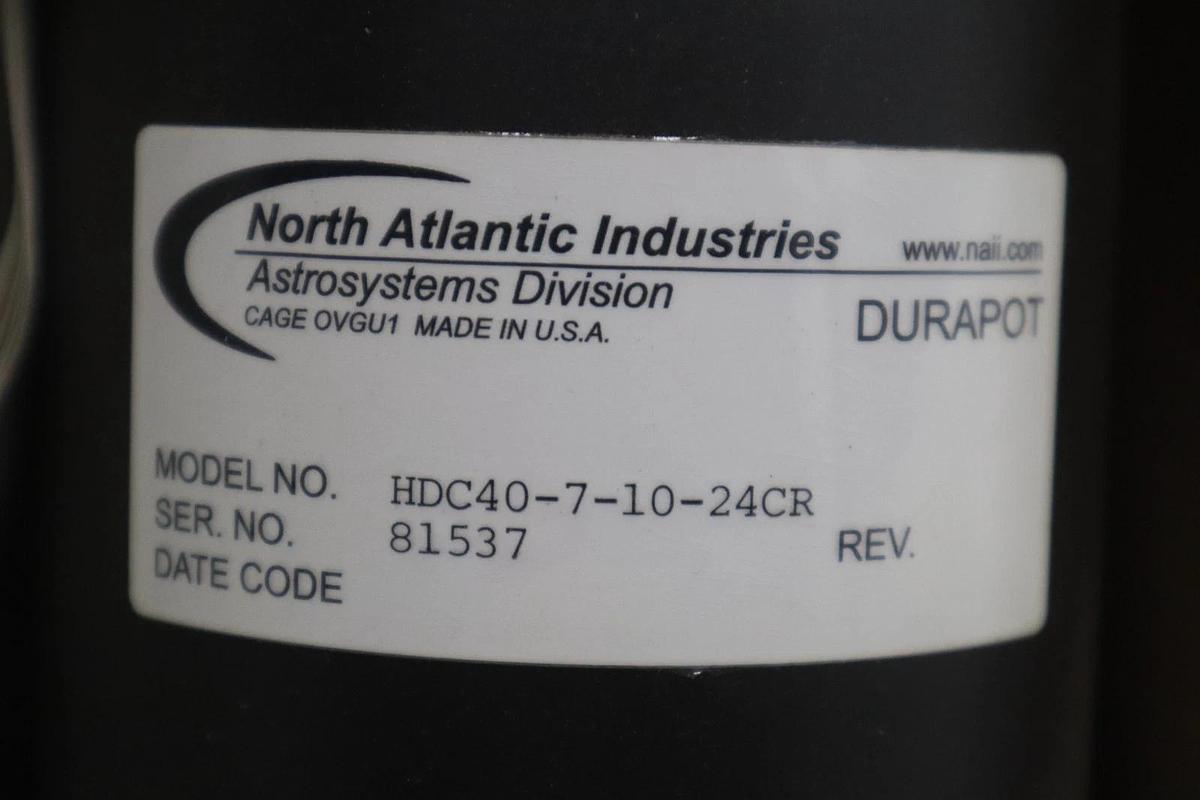 North Atlantic Industries www.naii.com
Astrosystems Division
DURAPOT
CAGE OVGU1 MADE IN U.S.A.
MODEL NO. HDC40-7-10-24CR
SER. NO. 81537
REV.
DATE CODE